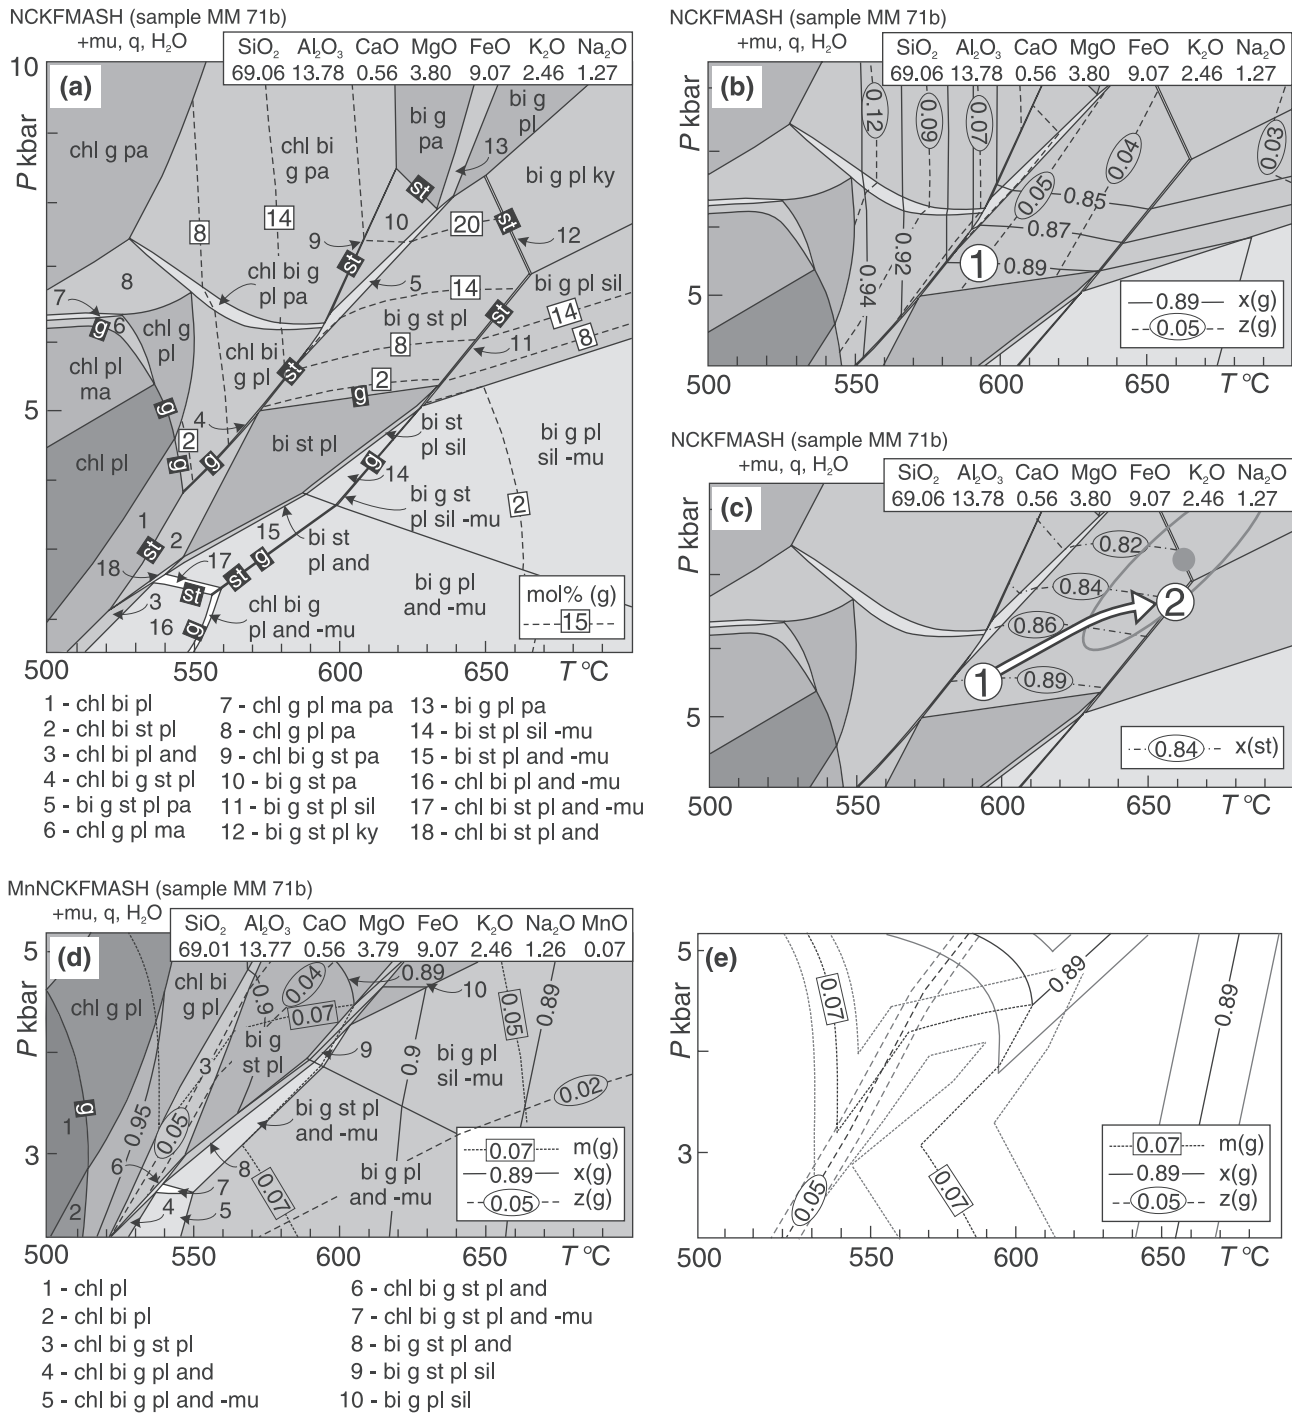 NCKFMASH (sample MM 71b)
+mu, q, H2O
SiO2 Al2O3 CaO MgO FeO K2O Na2O
69.06 13.78 0.56 3.80 9.07 2.46 1.27
(a)
10
P kbar
5
chl g pa
chl bi
g pa
bi g
pa
bi g
pl
13
st
bi g pl ky
8
14
10
20
st
9
12
st
8
chl bi g
pl pa
5
14
bi g pl sil
7
g
6
chl g
pl
bi g st pl
14
st
8
8
11
chl pl
ma
chl bi
g pl
st
2
g
g
4
bi st pl
bi st
pl sil
bi g pl
sil -mu
chl pl
2
g
g
g
14
2
1
st
2
bi g st
pl sil -mu
15
bi st
pl and
18
17
g
st
3
st
chl bi g
pl and -mu
bi g pl
and -mu
16
g
mol% (g)
15
500 550 600 650 T °C
1 - chl bi pl
2 - chl bi st pl
3 - chl bi pl and
4 - chl bi g st pl
5 - bi g st pl pa
6 - chl g pl ma
7 - chl g pl ma pa
8 - chl g pl pa
9 - chl bi g st pa
10 - bi g st pa
11 - bi g st pl sil
12 - bi g st pl ky
13 - bi g pl pa
14 - bi st pl sil -mu
15 - bi st pl and -mu
16 - chl bi pl and -mu
17 - chl bi st pl and -mu
18 - chl bi st pl and
NCKFMASH (sample MM 71b)
+mu, q, H2O
SiO2 Al2O3 CaO MgO FeO K2O Na2O
69.06 13.78 0.56 3.80 9.07 2.46 1.27
(b)
P kbar
5
0.12
0.09
0.07
0.04
0.03
0.05
0.85
0.87
0.92
0.94
1
0.89
0.89 x(g)
0.05 z(g)
500 550 600 650 T °C
NCKFMASH (sample MM 71b)
+mu, q, H2O
SiO2 Al2O3 CaO MgO FeO K2O Na2O
69.06 13.78 0.56 3.80 9.07 2.46 1.27
(c)
P kbar
5
0.82
0.84
2
0.86
1
0.89
0.84 x(st)
500 550 600 650 T °C
MnNCKFMASH (sample MM 71b)
+mu, q, H2O
SiO2 Al2O3 CaO MgO FeO K2O Na2O MnO
69.01 13.77 0.56 3.79 9.07 2.46 1.26 0.07
(d)
5
P kbar
3
chl g pl
chl bi
g pl
0.9
0.04
0.89
10
0.07
0.05
0.89
bi g
st pl
3
9
0.9
bi g pl
sil -mu
g
1
0.95
0.05
0.02
bi g st pl
and -mu
6
8
7
4
5
2
0.07
bi g pl
and -mu
0.07 m(g)
0.89 x(g)
0.05 z(g)
500 550 600 650 T °C
1 - chl pl
2 - chl bi pl
3 - chl bi g st pl
4 - chl bi g pl and
5 - chl bi g pl and -mu
6 - chl bi g st pl and
7 - chl bi g st pl and -mu
8 - bi g st pl and
9 - bi g st pl sil
10 - bi g pl sil
(e)
5
P kbar
3
0.07
0.89
0.89
0.05
0.07
0.07 m(g)
0.89 x(g)
0.05 z(g)
500 550 600 650 T °C